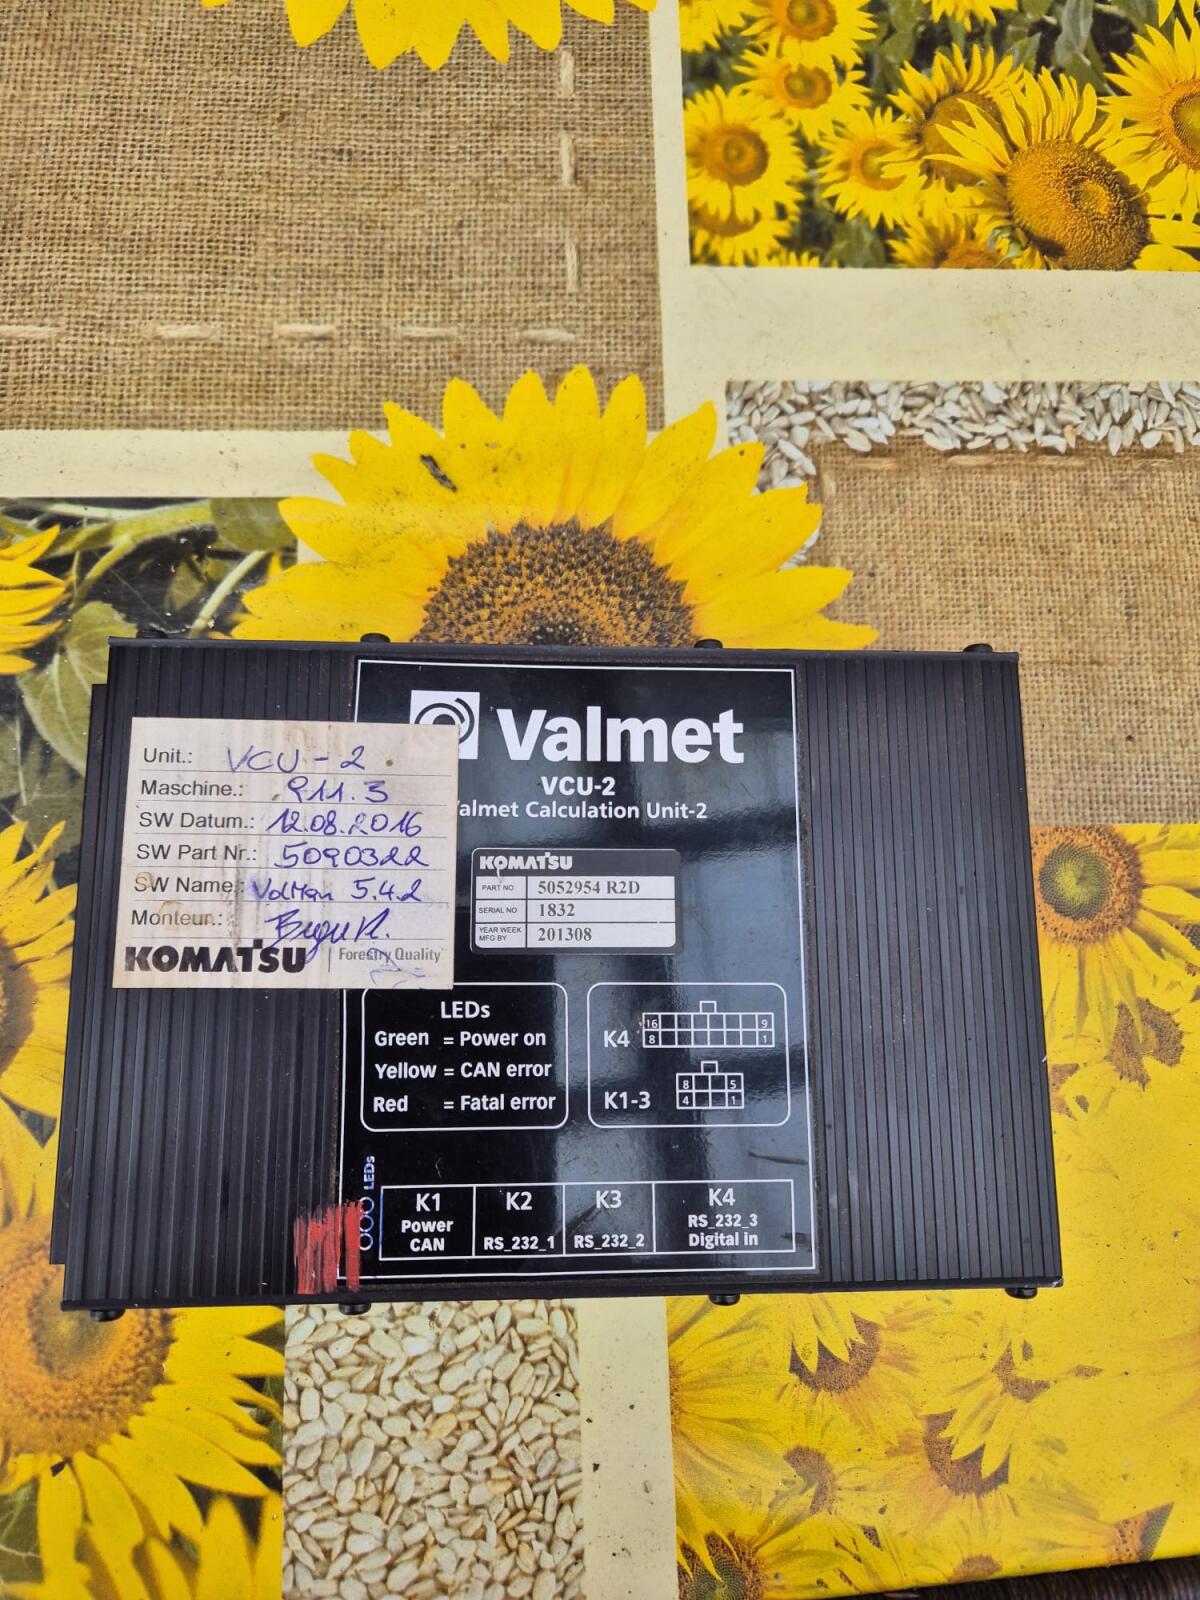 Valmet
VCU-2
almet Calculation Unit-2
Unit.: VCU-2
Maschine.: 911.3
SW Datum.: 12.08.2016
SW Part Nr.: 5090322
SW Name.: 5.4.2
Monteur.:
KOMATSU Forestry Quality
KOMATSU
PART NO 5052954 R2D
SERIAL NO 1832
YEAR WEEK
MFG BY 201308
LEDs
Green = Power on
Yellow = CAN error
Red = Fatal error
K4 16 9
8 1
K1-3 8 5
4 1
LEDs
K1
Power
CAN
K2
RS_232_1
K3
RS_232_2
K4
RS_232_3
Digital in